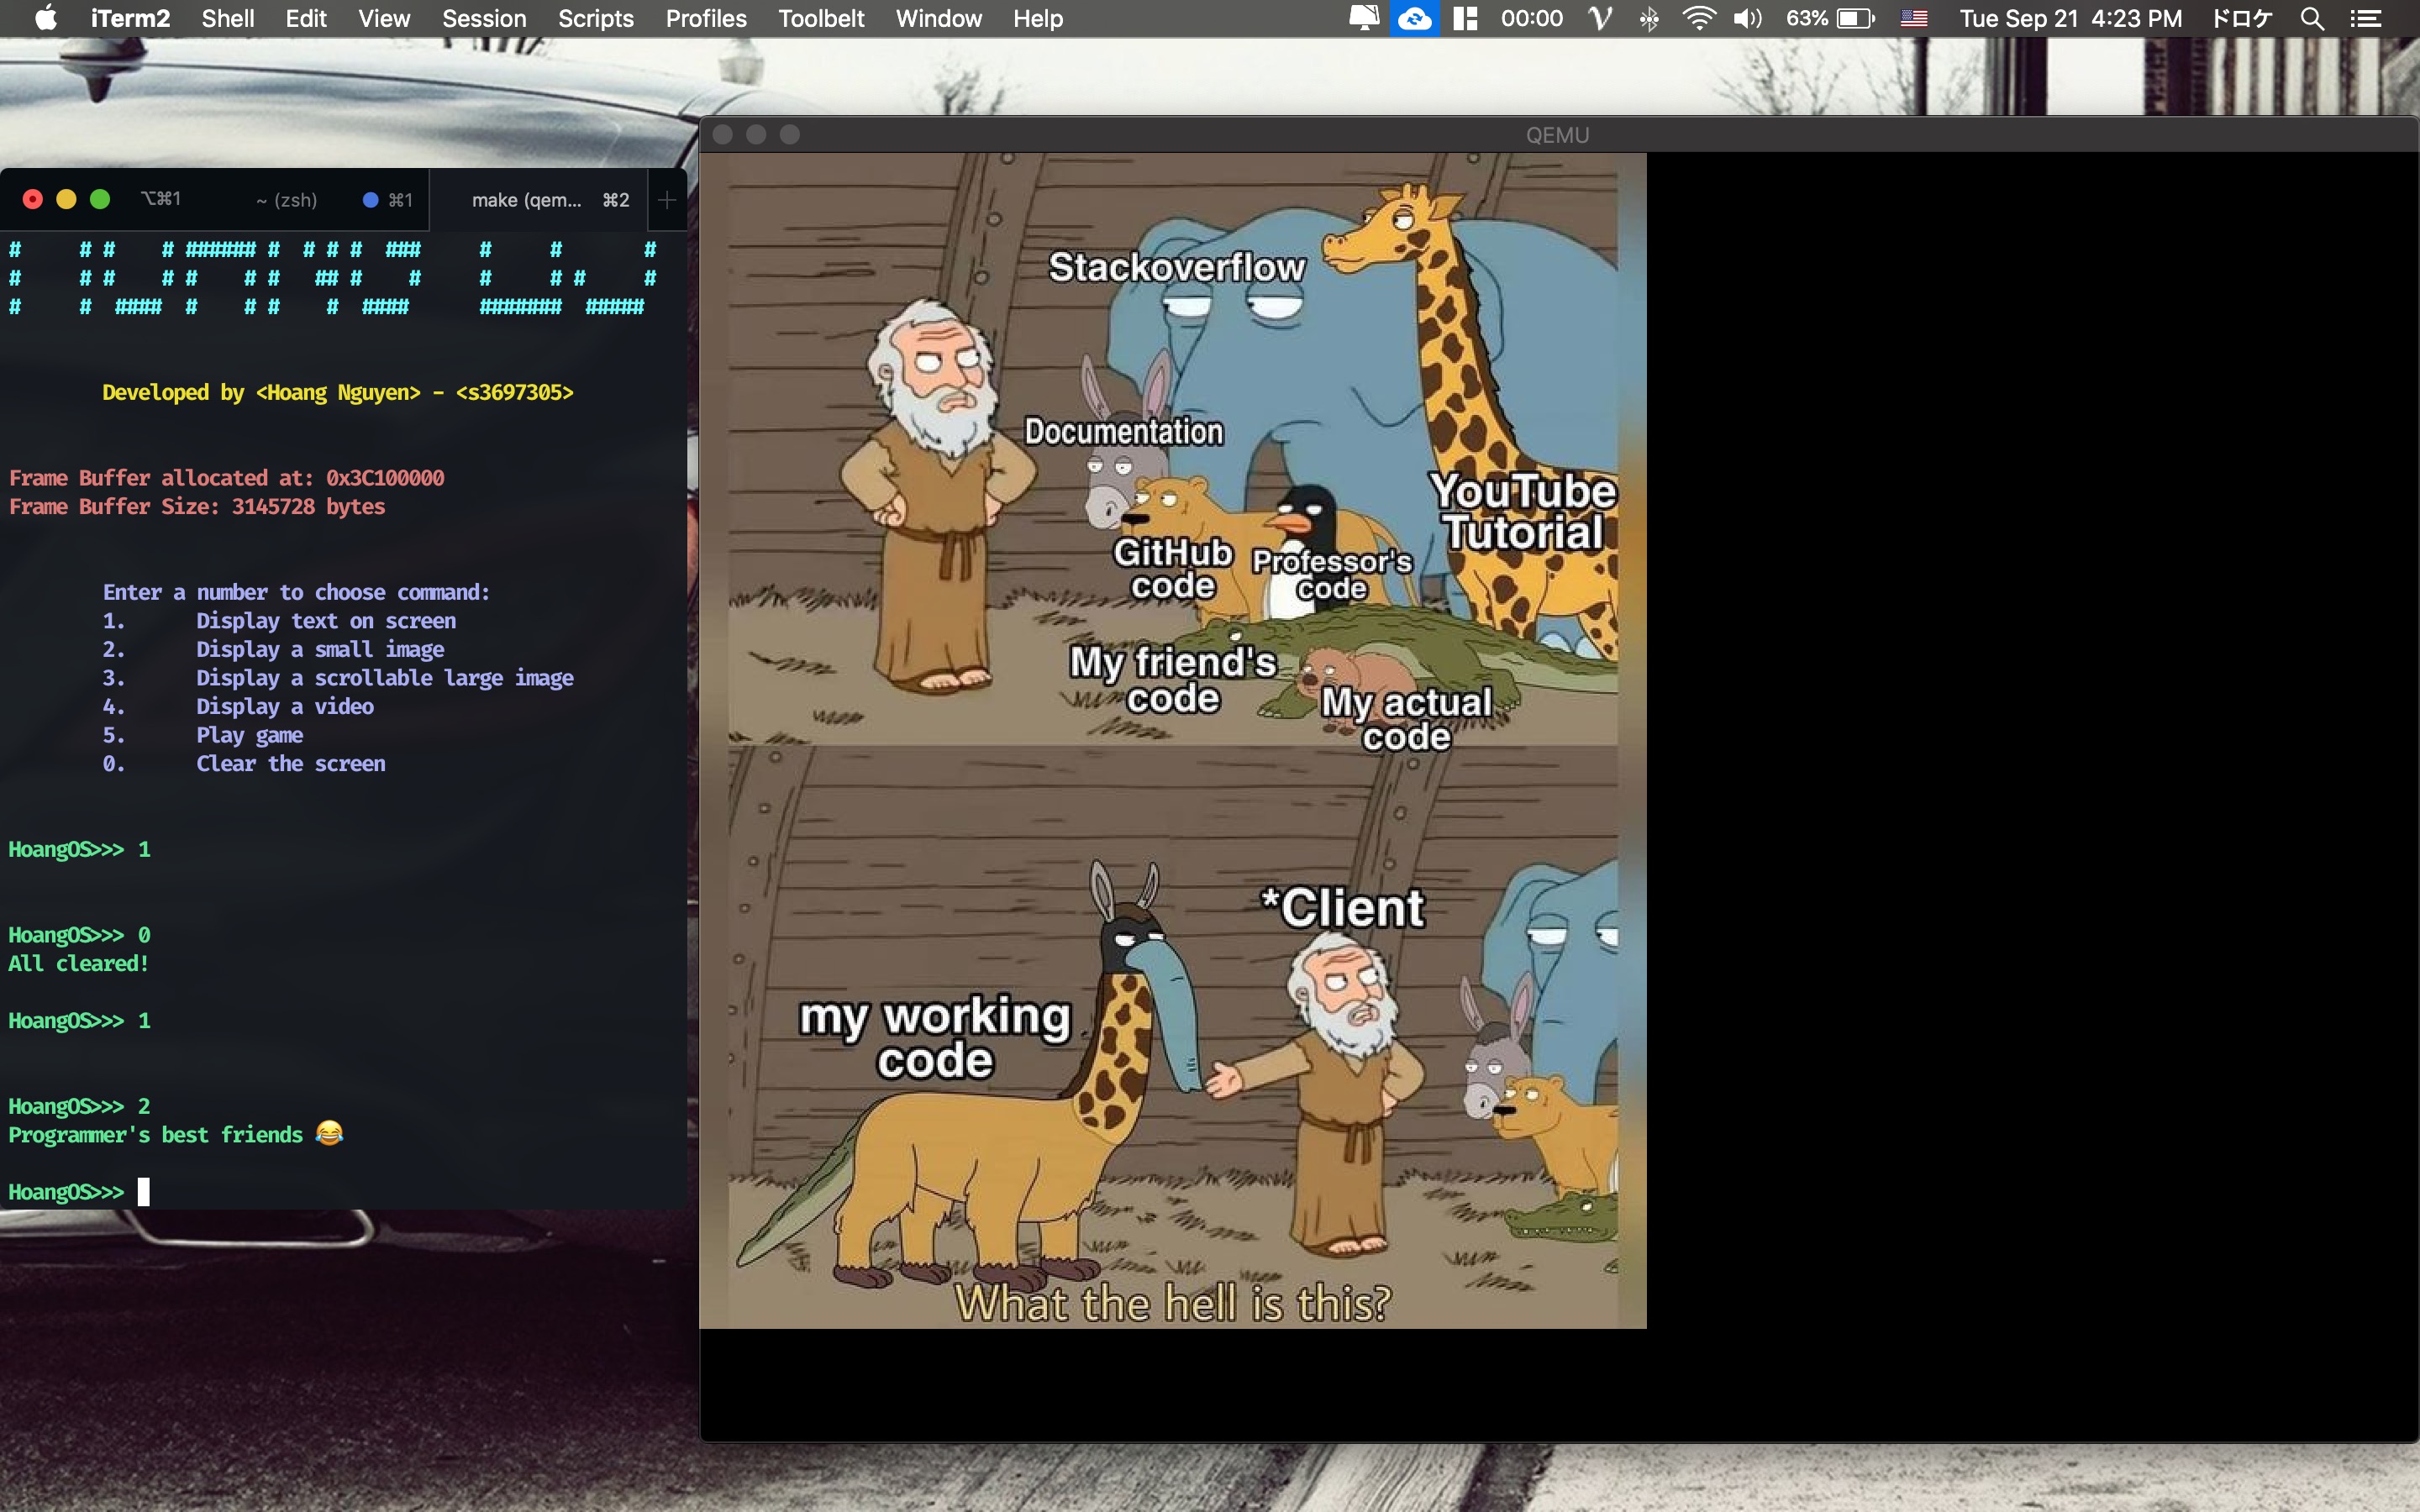 iTerm2 Shell Edit View Session Scripts Profiles Toolbelt Window Help 00:00 63% Tue Sep 21 4:23 PM ドロケ
QEMU
⌥⌘1 ~ (zsh) ⌘1 make (qem... ⌘2
#     # #    # ###### #  # # #  ###     #     #       #
#     # #    # #    # #   ## #    #     #     # #     #
#     #  ####  #    # #    #  ####      #######  #####
Developed by <Hoang Nguyen> - <s3697305>
Frame Buffer allocated at: 0x3C100000
Frame Buffer Size: 3145728 bytes
Enter a number to choose command:
1. Display text on screen
2. Display a small image
3. Display a scrollable large image
4. Display a video
5. Play game
0. Clear the screen
HoangOS>>> 1
HoangOS>>> 0
All cleared!
HoangOS>>> 1
HoangOS>>> 2
Programmer's best friends 😂
HoangOS>>>
Stackoverflow
Documentation
YouTube
Tutorial
GitHub
code
Professor's
code
My friend's
code
My actual
code
*Client
my working
code
What the hell is this?